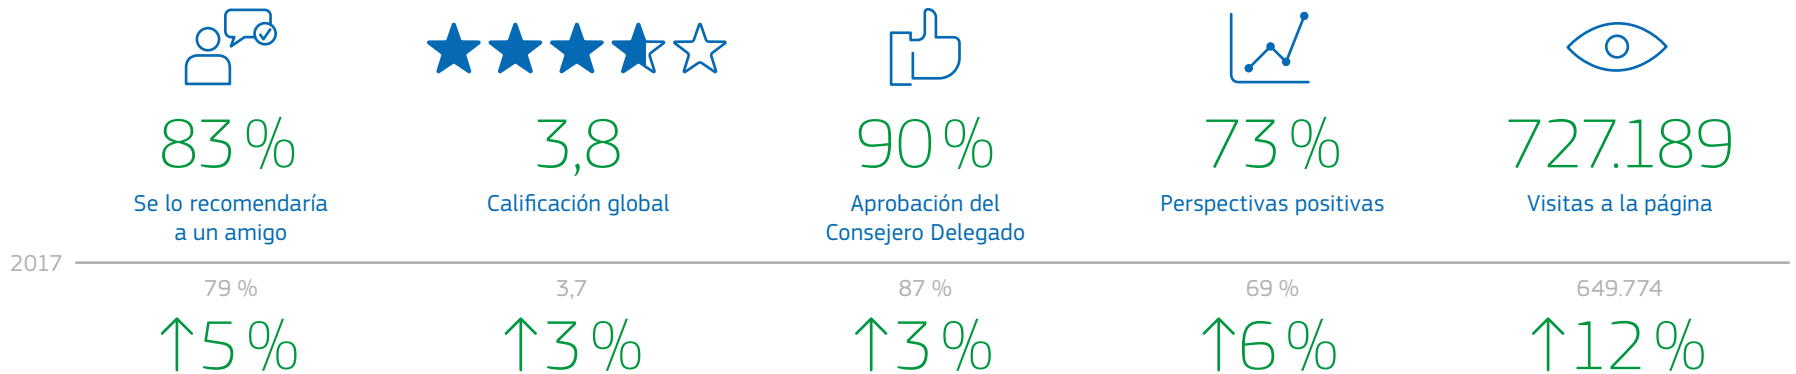 83 %
3,8
90 %
73 %
727.189
Se lo recomendaría
a un amigo
Calificación global
Aprobación del
Consejero Delegado
Perspectivas positivas
Visitas a la página
2017
79 %
3,7
87 %
69 %
649.774
↑5 %
↑3 %
↑3 %
↑6 %
↑12 %